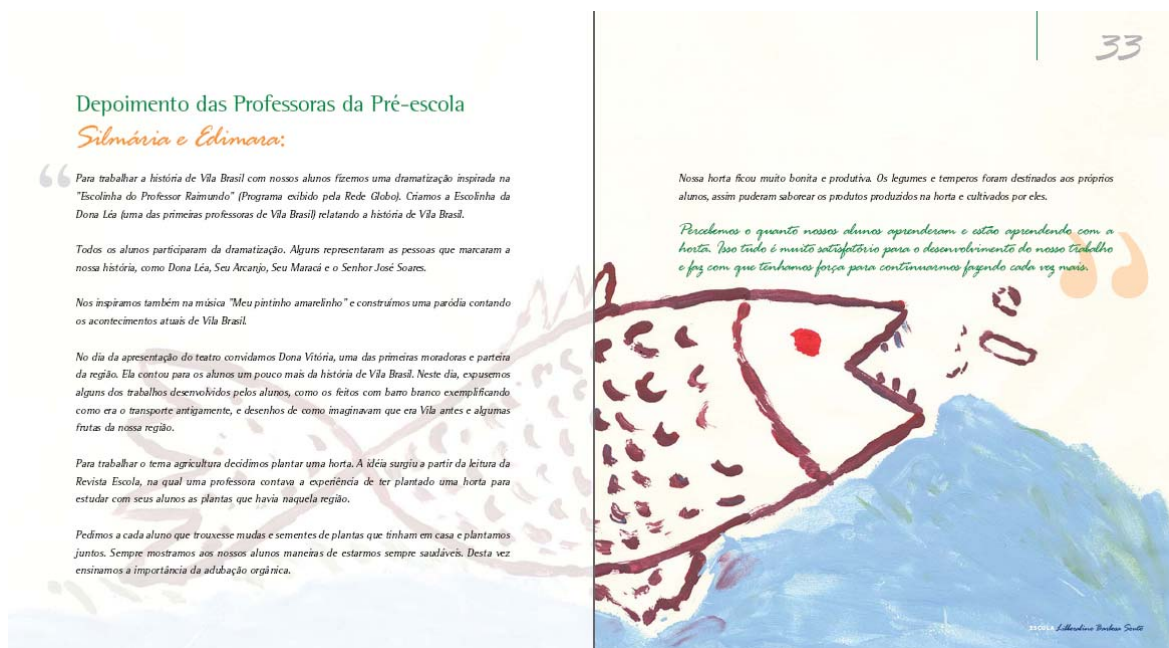 Depoimento das Professoras da Pré-escola
Silmária e Edimara:
“
Para trabalhar a história de Vila Brasil com nossos alunos fizemos uma dramatização inspirada na
"Escolinha do Professor Raimundo" (Programa exibido pela Rede Globo). Criamos a Escolinha da
Dona Léa (uma das primeiras professoras de Vila Brasil) relatando a história de Vila Brasil.
Todos os alunos participaram da dramatização. Alguns representaram as pessoas que marcaram a
nossa história, como Dona Léa, Seu Arcanjo, Seu Maracá e o Senhor José Soares.
Nos inspiramos também na música "Meu pintinho amarelinho" e construímos uma paródia contando
os acontecimentos atuais de Vila Brasil.
No dia da apresentação do teatro convidamos Dona Vitória, uma das primeiras moradoras e parteira
da região. Ela contou para os alunos um pouco mais da história de Vila Brasil. Neste dia, expusemos
alguns dos trabalhos desenvolvidos pelos alunos, como os feitos com barro branco exemplificando
como era o transporte antigamente, e desenhos de como imaginavam que era Vila antes e algumas
frutas da nossa região.
Para trabalhar o tema agricultura decidimos plantar uma horta. A idéia surgiu a partir da leitura da
Revista Escola, na qual uma professora contava a experiência de ter plantado uma horta para
estudar com seus alunos as plantas que havia naquela região.
Pedimos a cada aluno que trouxesse mudas e sementes de plantas que tinham em casa e plantamos
juntos. Sempre mostramos aos nossos alunos maneiras de estarmos sempre saudáveis. Desta vez
ensinamos a importância da adubação orgânica.
33
Nossa horta ficou muito bonita e produtiva. Os legumes e temperos foram destinados aos próprios
alunos, assim puderam saborear os produtos produzidos na horta e cultivados por eles.
Percebemos o quanto nossos alunos aprenderam e estão aprendendo com a
horta. Isso tudo é muito satisfatório para o desenvolvimento do nosso trabalho
e faz com que tenhamos força para continuarmos fazendo cada vez mais.
”
ESCOLA Lithercilino Barbosa Souto